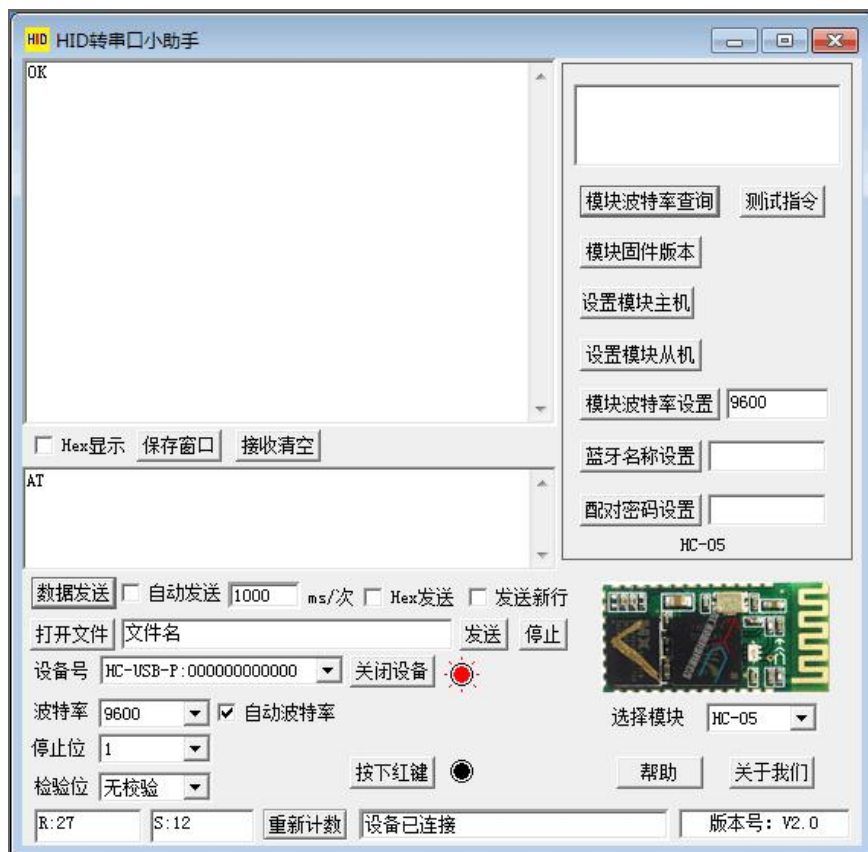 HID HID转串口小助手
OK
模块波特率查询 测试指令
模块固件版本
设置模块主机
设置模块从机
模块波特率设置 9600
蓝牙名称设置
配对密码设置
HC-05
Hex显示 保存窗口 接收清空
AT
数据发送 自动发送 1000 ms/次 Hex发送 发送新行
打开文件 文件名 发送 停止
设备号 HC-USB-P:000000000000 关闭设备
波特率 9600 自动波特率
选择模块 HC-05
停止位 1
按下红键
帮助 关于我们
检验位 无校验
R:27 S:12 重新计数 设备已连接 版本号: V2.0